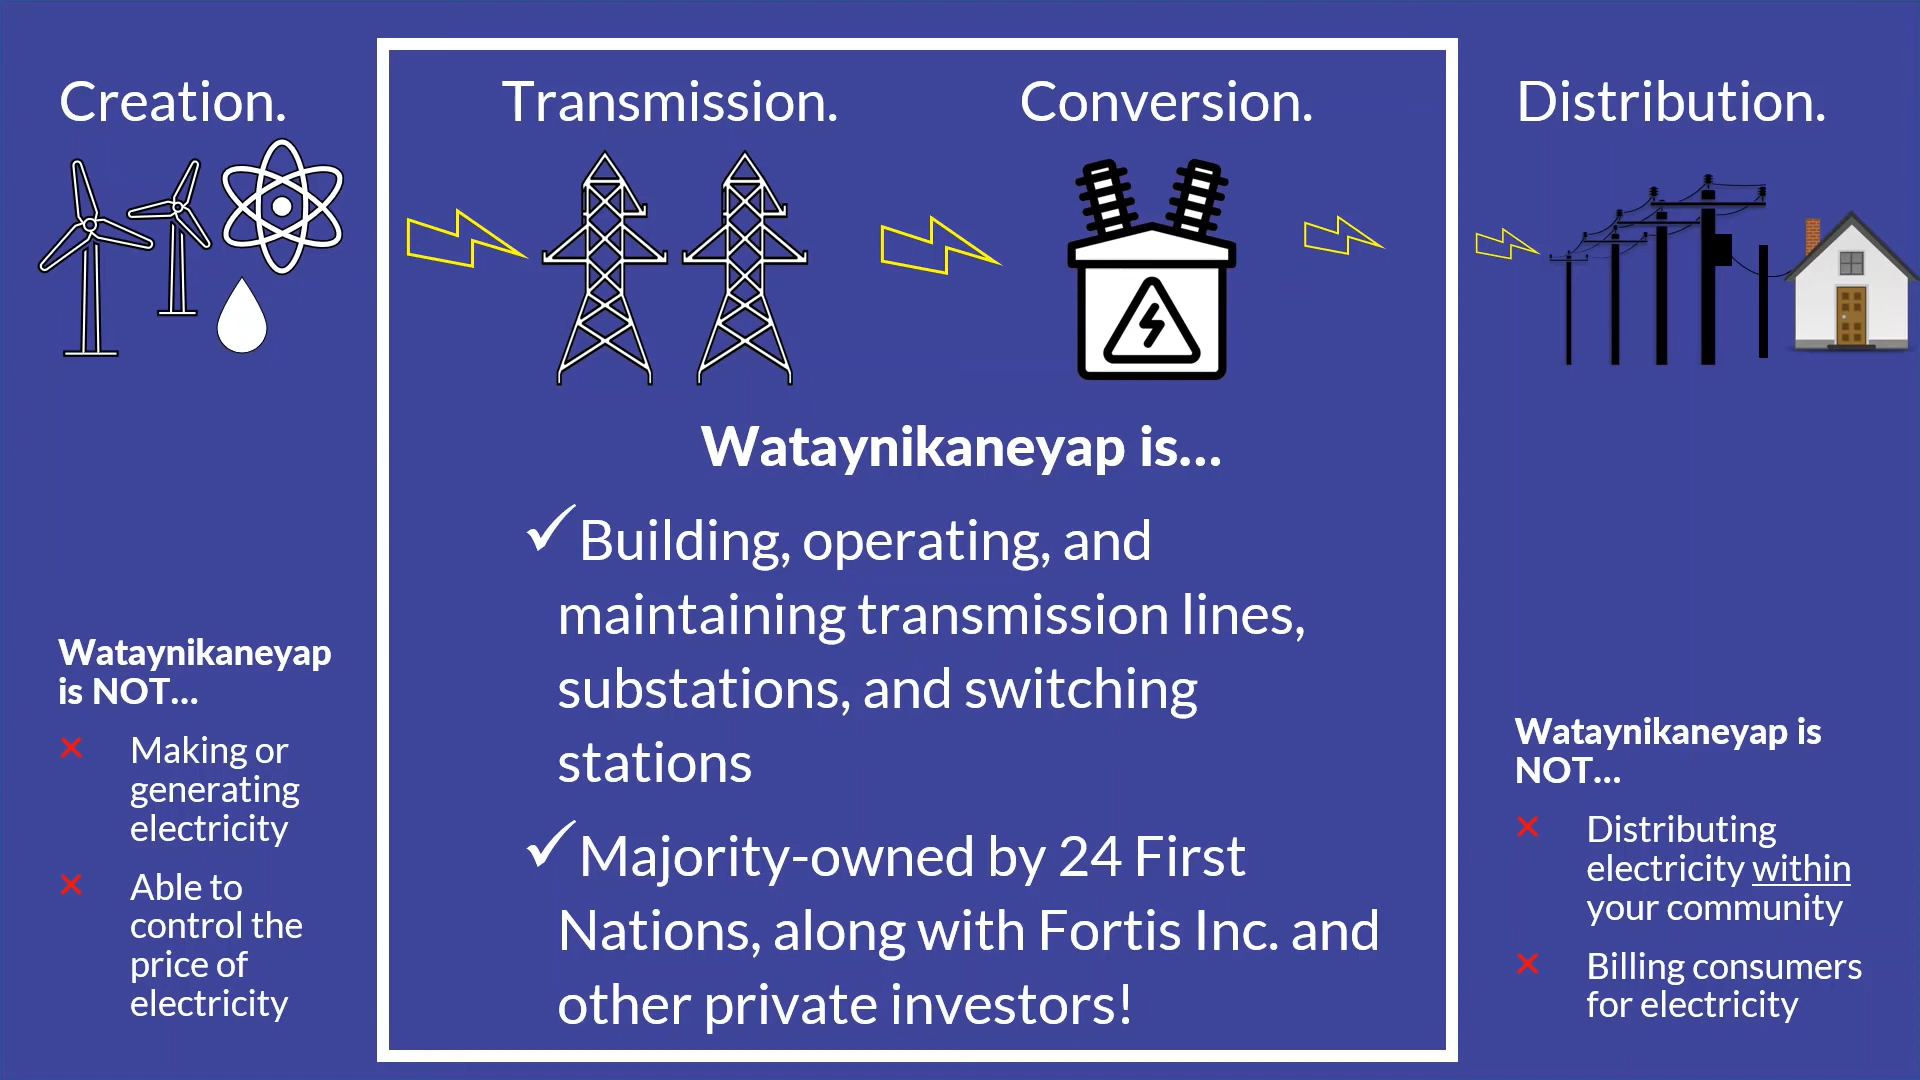 Creation.
Transmission.
Conversion.
Distribution.
Wataynikaneyap is...
✓Building, operating, and
maintaining transmission lines,
substations, and switching
stations
✓Majority-owned by 24 First
Nations, along with Fortis Inc. and
other private investors!
Wataynikaneyap
is NOT...
× Making or
generating
electricity
× Able to
control the
price of
electricity
Wataynikaneyap is
NOT...
× Distributing
electricity within
your community
× Billing consumers
for electricity